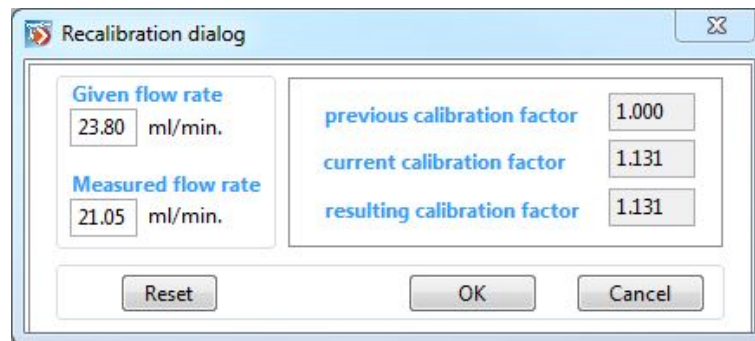 Recalibration dialog
Given flow rate
23.80 ml/min.
Measured flow rate
21.05 ml/min.
previous calibration factor 1.000
current calibration factor 1.131
resulting calibration factor 1.131
Reset OK Cancel